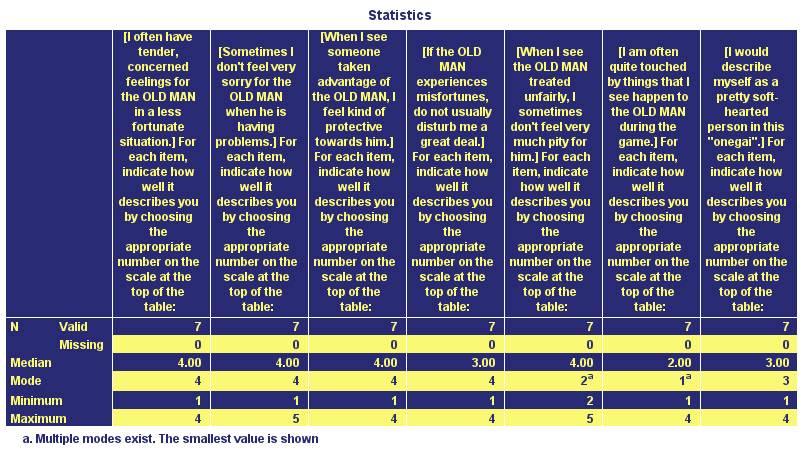 Statistics
[I often have tender, concerned feelings for the OLD MAN in a less fortunate situation.] For each item, indicate how well it describes you by choosing the appropriate number on the scale at the top of the table:
[Sometimes I don't feel very sorry for the OLD MAN when he is having problems.] For each item, indicate how well it describes you by choosing the appropriate number on the scale at the top of the table:
[When I see someone taken advantage of the OLD MAN, I feel kind of protective towards him.] For each item, indicate how well it describes you by choosing the appropriate number on the scale at the top of the table:
[If the OLD MAN experiences misfortunes, do not usually disturb me a great deal.] For each item, indicate how well it describes you by choosing the appropriate number on the scale at the top of the table:
[When I see the OLD MAN treated unfairly, I sometimes don't feel very much pity for him.] For each item, indicate how well it describes you by choosing the appropriate number on the scale at the top of the table:
[I am often quite touched by things that I see happen to the OLD MAN during the game.] For each item, indicate how well it describes you by choosing the appropriate number on the scale at the top of the table:
[I would describe myself as a pretty soft-hearted person in this "onegai".] For each item, indicate how well it describes you by choosing the appropriate number on the scale at the top of the table:
N Valid 7 7 7 7 7 7 7
Missing 0 0 0 0 0 0 0
Median 4.00 4.00 4.00 3.00 4.00 2.00 3.00
Mode 4 4 4 4 2a 1a 3
Minimum 1 1 1 1 2 1 1
Maximum 4 5 4 4 5 4 4
a. Multiple modes exist. The smallest value is shown